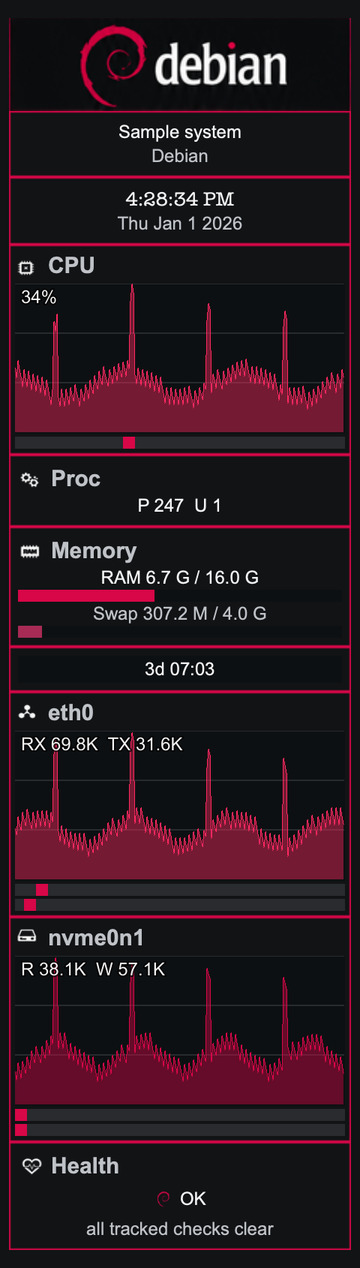 debian
Sample system
Debian
4:28:34 PM
Thu Jan 1 2026
CPU
34%
Proc
P 247 U 1
Memory
RAM 6.7 G / 16.0 G
Swap 307.2 M / 4.0 G
3d 07:03
eth0
RX 69.8K TX 31.6K
nvme0n1
R 38.1K W 57.1K
Health
OK
all tracked checks clear